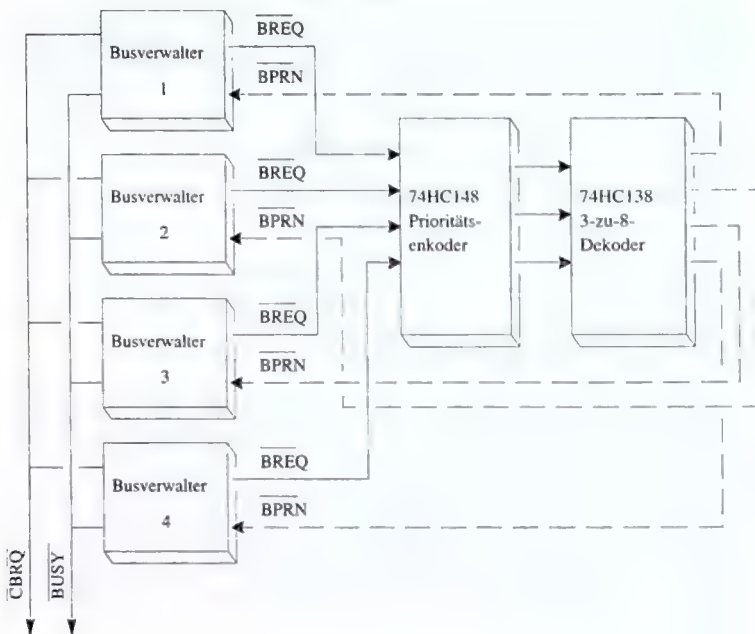 BREQ
Busverwalter
1
BPRN
BREQ
Busverwalter
2
BPRN
74HC148
Prioritäts-
enkoder
74HC138
3-zu-8-
Dekoder
BREQ
Busverwalter
3
BPRN
BREQ
Busverwalter
4
BPRN
CBRQ
BUSY